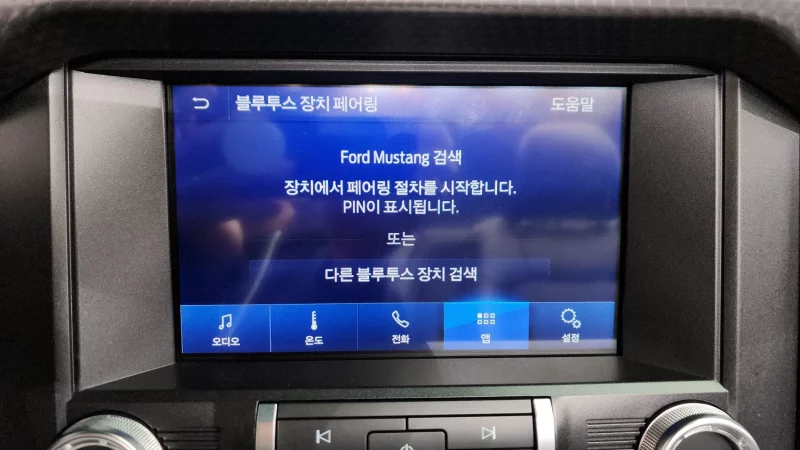 블루투스 장치 페어링
도움말
Ford Mustang 검색
장치에서 페어링 절차를 시작합니다.
PIN이 표시됩니다.
또는
다른 블루투스 장치 검색
오디오
온도
전화
앱
설정